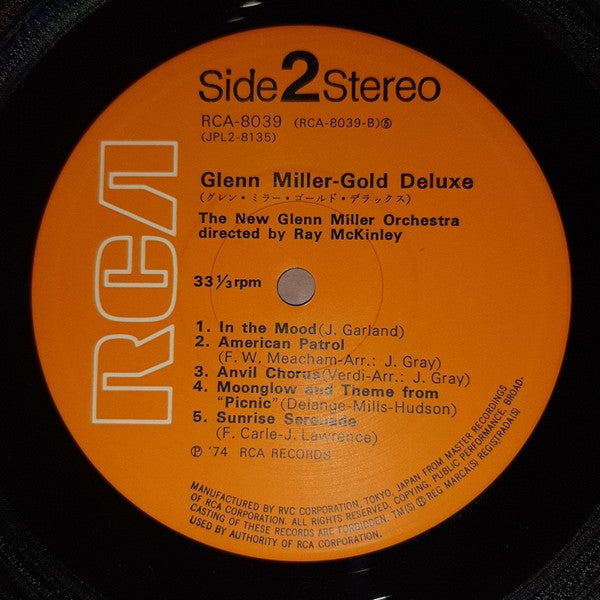 RCA
Side 2 Stereo
RCA-8039 (RCA-8039-B)⑤
(JPL2-8135)
Glenn Miller-Gold Deluxe
(グレン・ミラー・ゴールド・デラックス)
The New Glenn Miller Orchestra
directed by Ray McKinley
33 1/3 rpm
1. In the Mood (J. Garland)
2. American Patrol
(F. W. Meacham-Arr.: J. Gray)
3. Anvil Chorus (Verdi-Arr.: J. Gray)
4. Moonglow and Theme from
"Picnic" (Delange-Mills-Hudson)
5. Sunrise Serenade
(F. Carle-J. Lawrence)
℗ '74 RCA RECORDS
MANUFACTURED BY RVC CORPORATION, TOKYO, JAPAN FROM MASTER RECORDINGS
OF RCA CORPORATION. ALL RIGHTS RESERVED. COPYING, PUBLIC PERFORMANCE, BROAD-
CASTING OF THESE RECORDS ARE FORBIDDEN. TM(S) ® REG MARCA(S) REGISTRADA(S)
USED BY AUTHORITY OF RCA CORPORATION.